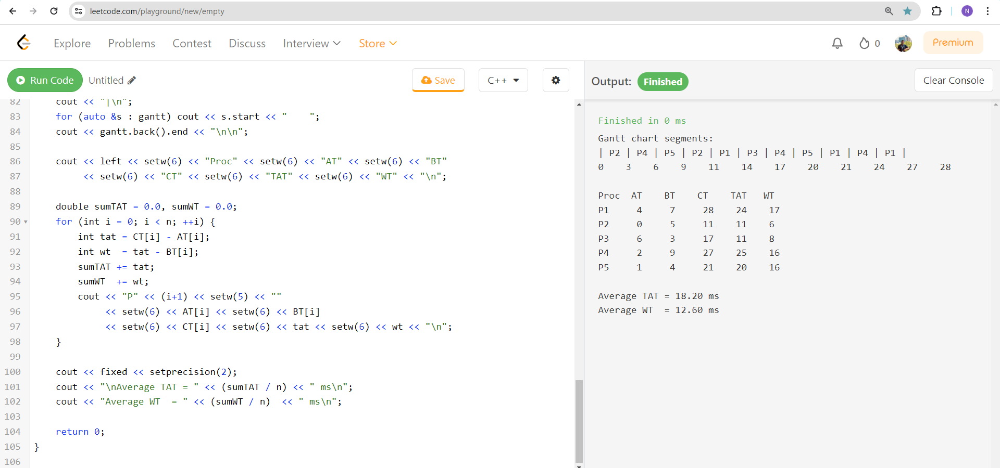 leetcode.com/playground/new/empty
N
Explore Problems Contest Discuss Interview Store 0 Premium
Run Code Untitled Save C++ Output: Finished Clear Console
82 cout << "|\n";
83 for (auto &s : gantt) cout << s.start << "    ";
84 cout << gantt.back().end << "\n\n";
85
86 cout << left << setw(6) << "Proc" << setw(6) << "AT" << setw(6) << "BT"
87 << setw(6) << "CT" << setw(6) << "TAT" << setw(6) << "WT" << "\n";
88
89 double sumTAT = 0.0, sumWT = 0.0;
90 for (int i = 0; i < n; ++i) {
91 int tat = CT[i] - AT[i];
92 int wt  = tat - BT[i];
93 sumTAT += tat;
94 sumWT  += wt;
95 cout << "P" << (i+1) << setw(5) << ""
96 << setw(6) << AT[i] << setw(6) << BT[i]
97 << setw(6) << CT[i] << setw(6) << tat << setw(6) << wt << "\n";
98 }
99
100 cout << fixed << setprecision(2);
101 cout << "\nAverage TAT = " << (sumTAT / n) << " ms\n";
102 cout << "Average WT  = " << (sumWT / n)  << " ms\n";
103
104 return 0;
105 }
106
Finished in 0 ms
Gantt chart segments:
| P2 | P4 | P5 | P2 | P1 | P3 | P4 | P5 | P1 | P4 | P1 |
0    3    6    9    11    14    17    20    21    24    27    28
Proc  AT    BT    CT    TAT   WT
P1     4     7     28    24    17
P2     0     5     11    11    6
P3     6     3     17    11    8
P4     2     9     27    25    16
P5     1     4     21    20    16
Average TAT = 18.20 ms
Average WT  = 12.60 ms